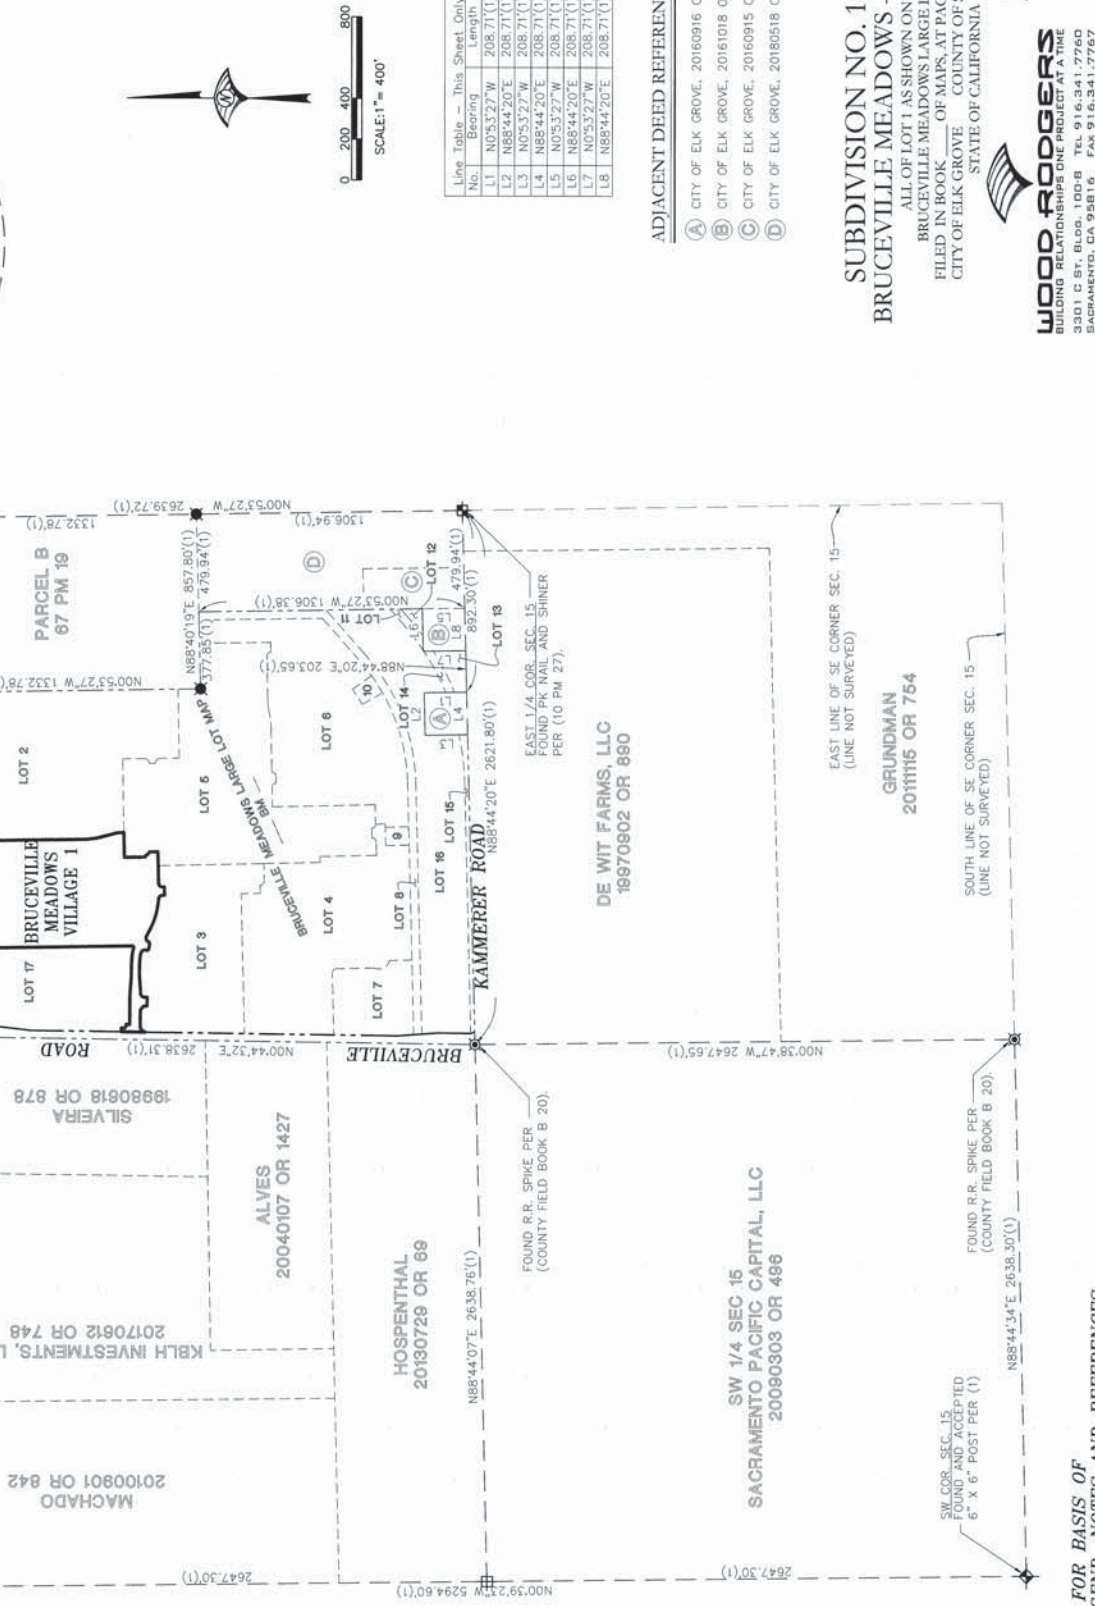 0 200 400 800
SCALE:1"= 400'
Line Table - This Sheet Only
No. Bearing Length
L1 N0°53'27"W 208.71'(1)
L2 N88°44'20"E 208.71'(1)
L3 N0°53'27"W 208.71'(1)
L4 N88°44'20"E 208.71'(1)
L5 N0°53'27"W 208.71'(1)
L6 N88°44'20"E 208.71'(1)
L7 N0°53'27"W 208.71'(1)
L8 N88°44'20"E 208.71'(1)
ADJACENT DEED REFEREN
A CITY OF ELK GROVE, 20160916 O
B CITY OF ELK GROVE, 20161018 O
C CITY OF ELK GROVE, 20160915 O
D CITY OF ELK GROVE, 20180518 O
SUBDIVISION NO. 1
BRUCEVILLE MEADOWS -
ALL OF LOT 1 AS SHOWN ON
BRUCEVILLE MEADOWS LARGE
FILED IN BOOK ____ OF MAPS, AT PAG
CITY OF ELK GROVE COUNTY OF S
STATE OF CALIFORNIA
WOOD RODGERS
BUILDING RELATIONSHIPS ONE PROJECT AT A TIME
3301 C ST, BLDG. 100-B TEL 916.341.7760
SACRAMENTO, CA 95816 FAX 916.341.7767
PARCEL B
67 PM 19
1332.78'(1)
N00°53'27"W 2639.72'(1)
1306.94'(1)
N88°40'19"E 857.80'(1)
377.85'(1)
479.94'(1)
N00°53'27"W 1332.78'(
N00°53'27"W 1306.38'(1)
N88°44'20"E 203.65'(1)
LOT 2
BRUCEVILLE
MEADOWS
VILLAGE 1
LOT 17
LOT 3
LOT 5
BRUCEVILLE MEADOWS LARGE LOT MAP
BM
LOT 6
LOT 4
LOT 7
LOT 8
9
10
LOT 11
LOT 12
LOT 13
LOT 14
LOT 15
LOT 16
A
B
C
D
L2
L3
L4
L5
L6
L7
L8
479.94'(1)
892.30'(1)
N88°44'20"E 2621.80'(1)
KAMMERER ROAD
BRUCEVILLE
ROAD
N00°44'32"E 2638.31'(1)
EAST 1/4 COR. SEC. 15
FOUND PK NAIL AND SHINER
PER (10 PM 27).
DE WIT FARMS, LLC
19970902 OR 890
EAST LINE OF SE CORNER SEC. 15
(LINE NOT SURVEYED)
GRUNDMAN
20111115 OR 754
SOUTH LINE OF SE CORNER SEC. 15
(LINE NOT SURVEYED)
N00°38'47"W 2647.65'(1)
SILVEIRA
19980618 OR 878
ALVES
20040107 OR 1427
KBLH INVESTMENTS, L
20170612 OR 748
MACHADO
20100901 OR 842
HOSPENTHAL
20130729 OR 69
N88°44'07"E 2638.76'(1)
FOUND R.R. SPIKE PER
(COUNTY FIELD BOOK B 20).
SW 1/4 SEC 15
SACRAMENTO PACIFIC CAPITAL, LLC
20090303 OR 496
FOUND R.R. SPIKE PER
(COUNTY FIELD BOOK B 20).
N88°44'34"E 2638.30'(1)
SW COR. SEC. 15
FOUND AND ACCEPTED
6" X 6" POST PER (1)
2647.30'(1)
N00°39'23"W 5294.60'(1)
2647.30'(1)
FOR BASIS OF